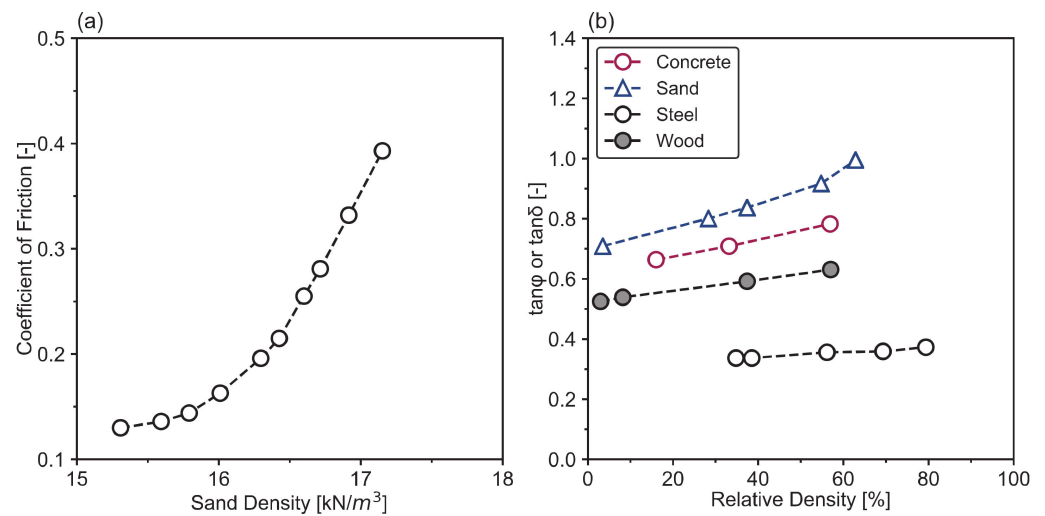 (a)
0.5
0.4
0.3
0.2
0.1
Coefficient of Friction [-]
15
16
17
18
Sand Density [kN/m³]
(b)
1.4
1.2
1.0
0.8
0.6
0.4
0.2
0.0
tanφ or tanδ [-]
Concrete
Sand
Steel
Wood
0
20
40
60
80
100
Relative Density [%]